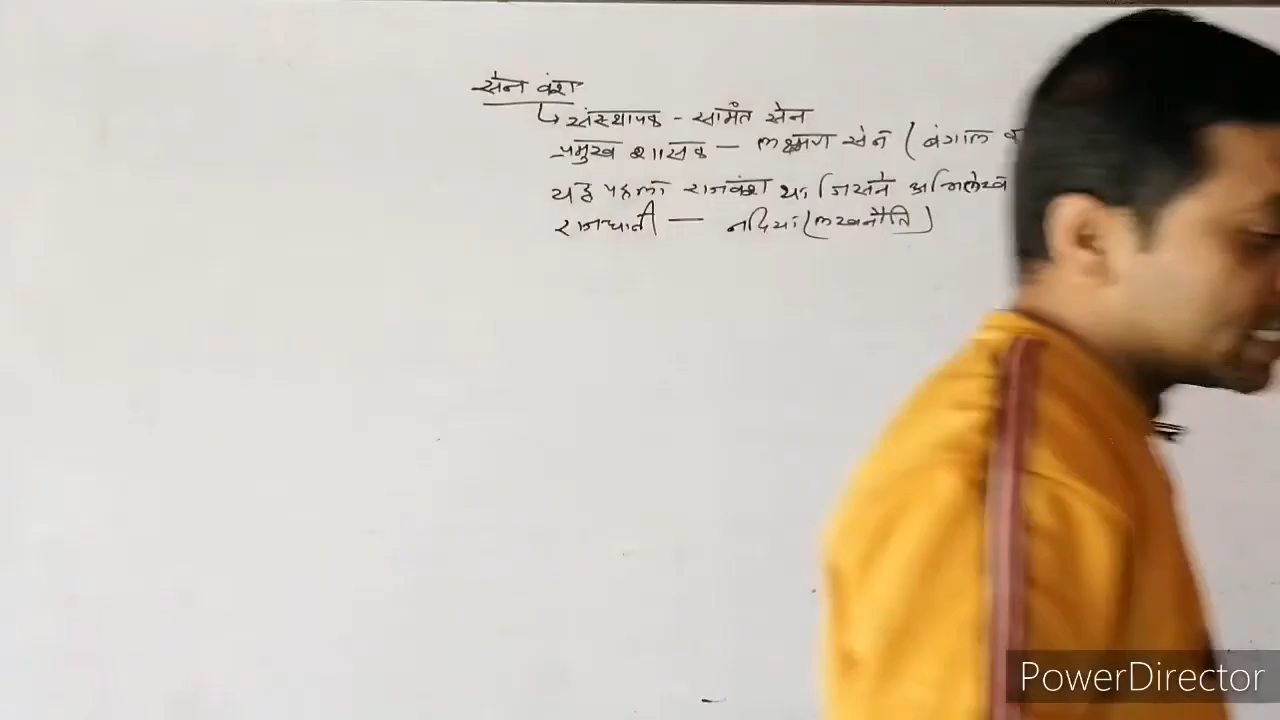 सेन वंश
↳ संस्थापक - सामंत सेन
प्रमुख शासक — लक्ष्मण सेन ( बंगाल
यह पहला राजवंश था जिसने अभिलेख
राजधानी — नदिया (लखनौति)
PowerDirector